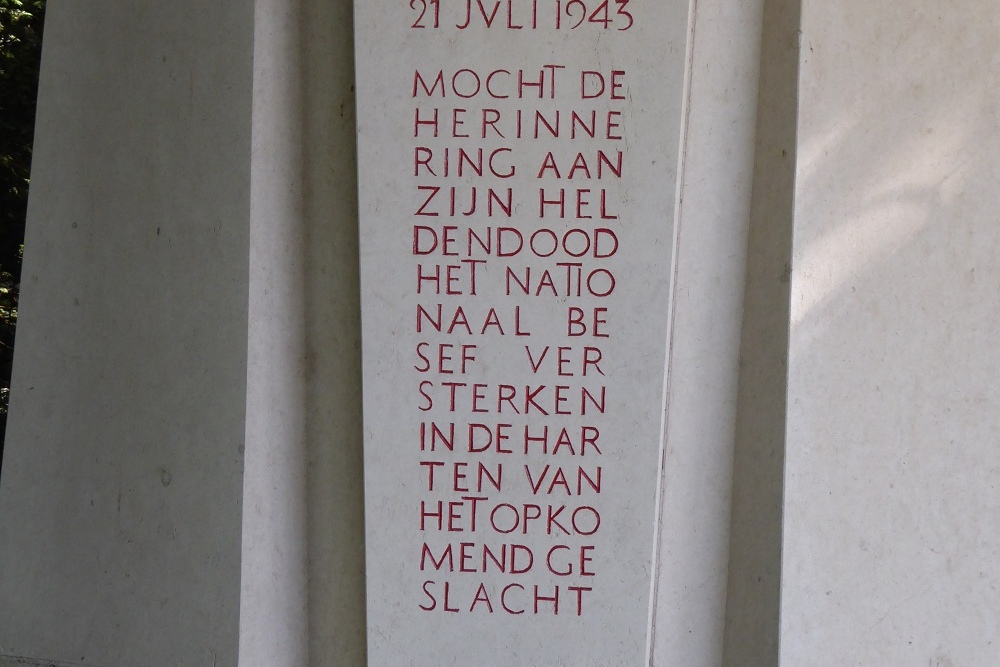 21 JVLI 1943
MOCHT DE
HERINNE
RING AAN
ZIJN HEL
DENDOOD
HET NATIO
NAAL BE
SEF VER
STERKEN
IN DE HAR
TEN VAN
HET OPKO
MEND GE
SLACHT